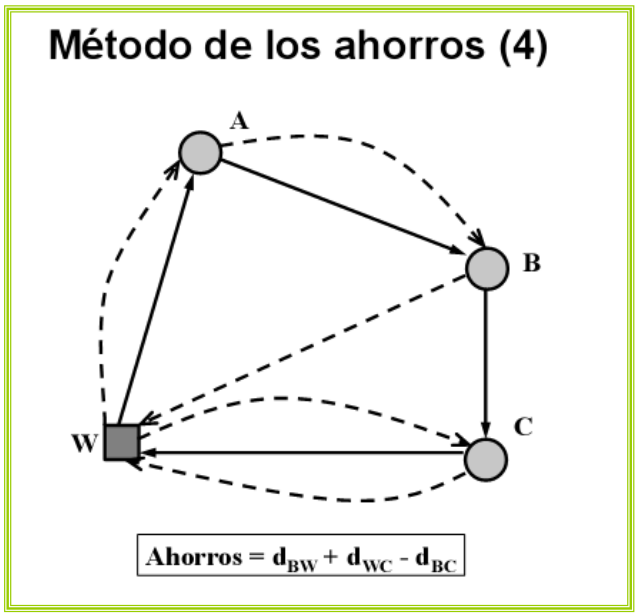 Método de los ahorros (4)
A
B
C
W
Ahorros = dBW + dWC - dBC